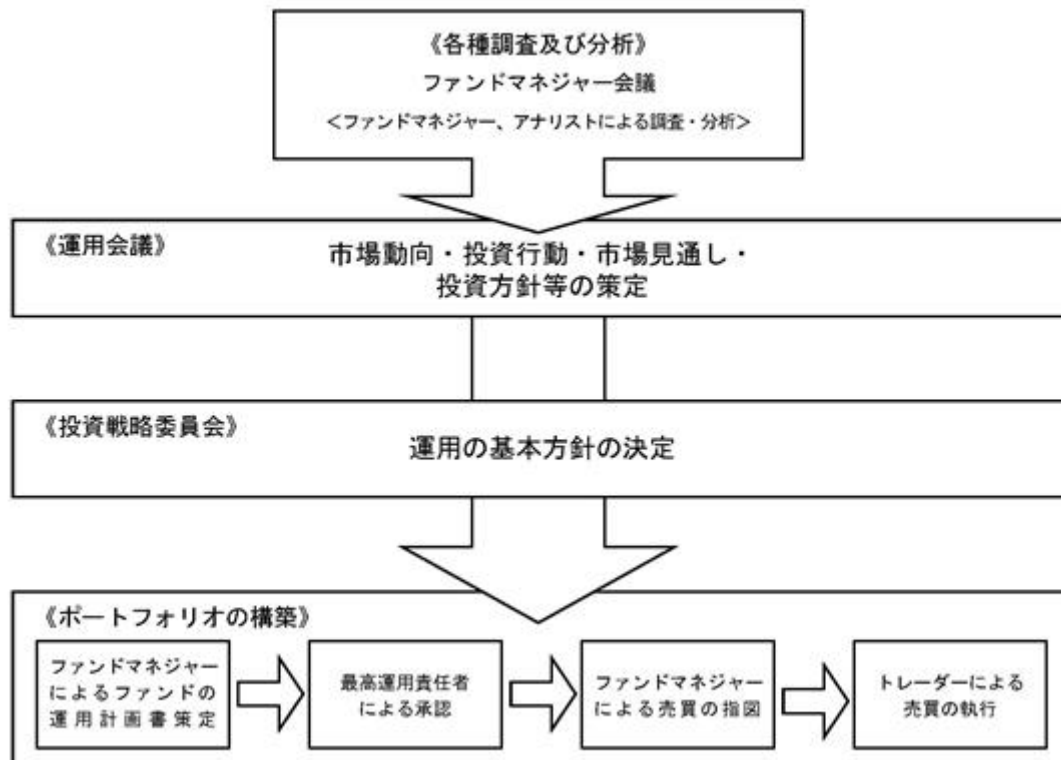 《各種調査及び分析》
ファンドマネジャー会議
<ファンドマネジャー、アナリストによる調査・分析>
《運用会議》
市場動向・投資行動・市場見通し・
投資方針等の策定
《投資戦略委員会》
運用の基本方針の決定
《ポートフォリオの構築》
ファンドマネジャー
によるファンドの
運用計画書策定
最高運用責任者
による承認
ファンドマネジャー
による売買の指図
トレーダーによる
売買の執行